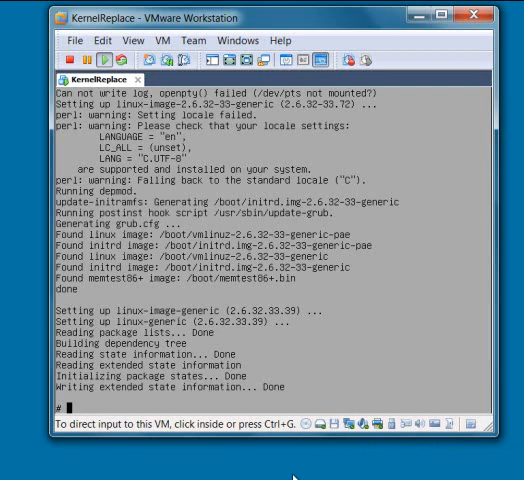 KernelReplace - VMware Workstation
File Edit View VM Team Windows Help
KernelReplace
Can not write log, openpty() failed (/dev/pts not mounted?)
Setting up linux-image-2.6.32-33-generic (2.6.32-33.72) ...
perl: warning: Setting locale failed.
perl: warning: Please check that your locale settings:
LANGUAGE = "en",
LC_ALL = (unset),
LANG = "C.UTF-8"
are supported and installed on your system.
perl: warning: Falling back to the standard locale ("C").
Running depmod.
update-initramfs: Generating /boot/initrd.img-2.6.32-33-generic
Running postinst hook script /usr/sbin/update-grub.
Generating grub.cfg ...
Found linux image: /boot/vmlinuz-2.6.32-33-generic-pae
Found initrd image: /boot/initrd.img-2.6.32-33-generic-pae
Found linux image: /boot/vmlinuz-2.6.32-33-generic
Found initrd image: /boot/initrd.img-2.6.32-33-generic
Found memtest86+ image: /boot/memtest86+.bin
done
Setting up linux-image-generic (2.6.32.33.39) ...
Setting up linux-generic (2.6.32.33.39) ...
Reading package lists... Done
Building dependency tree
Reading state information... Done
Reading extended state information
Initializing package states... Done
Writing extended state information... Done
#
To direct input to this VM, click inside or press Ctrl+G.